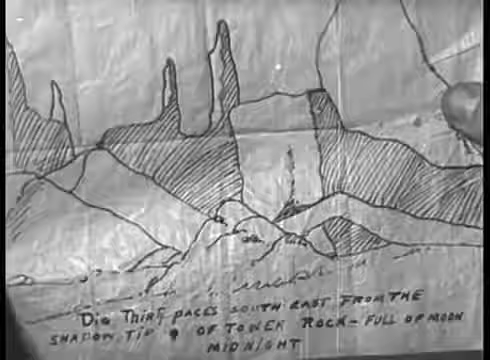 Dig Thirty paces south east from the
shadow tip of Tower Rock - full of moon
midnight